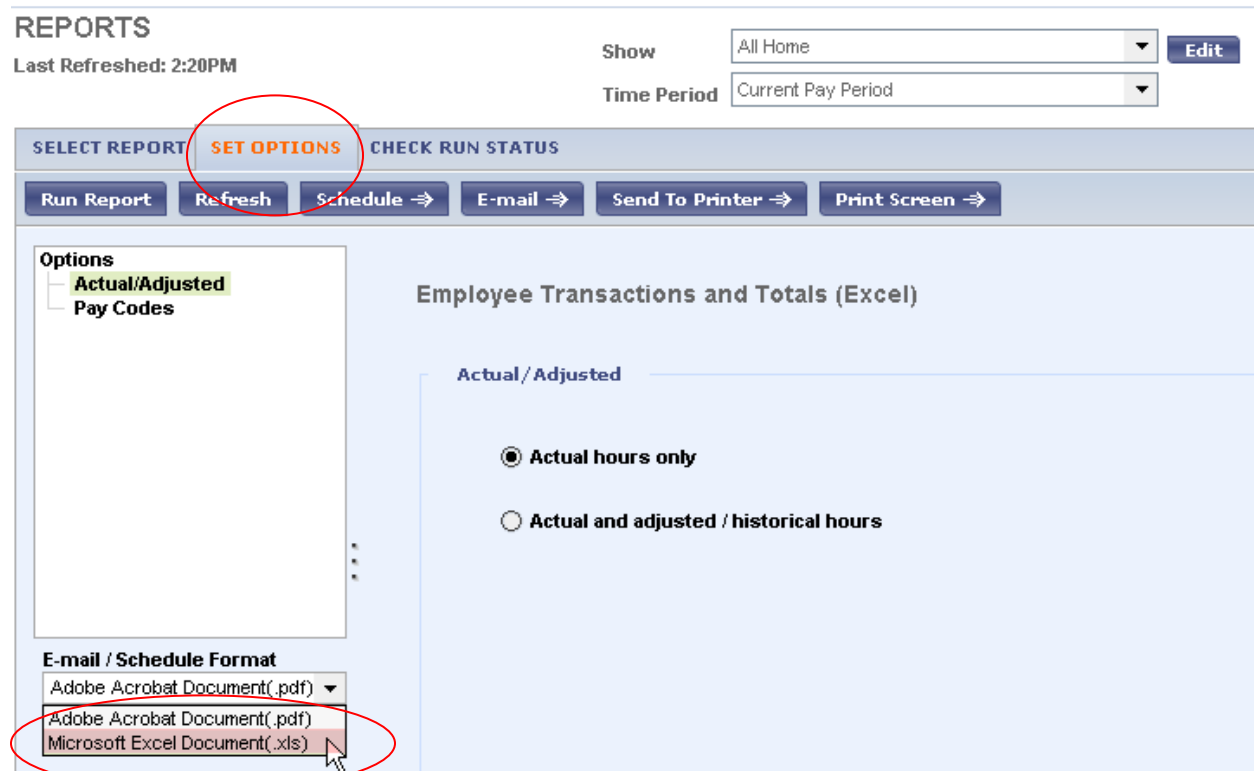 REPORTS
Last Refreshed: 2:20PM
Show All Home Edit
Time Period Current Pay Period
SELECT REPORT SET OPTIONS CHECK RUN STATUS
Run Report Refresh Schedule E-mail Send To Printer Print Screen
Options
Actual/Adjusted
Pay Codes
Employee Transactions and Totals (Excel)
Actual/Adjusted
Actual hours only
Actual and adjusted / historical hours
E-mail / Schedule Format
Adobe Acrobat Document(.pdf)
Adobe Acrobat Document(.pdf)
Microsoft Excel Document(.xls)